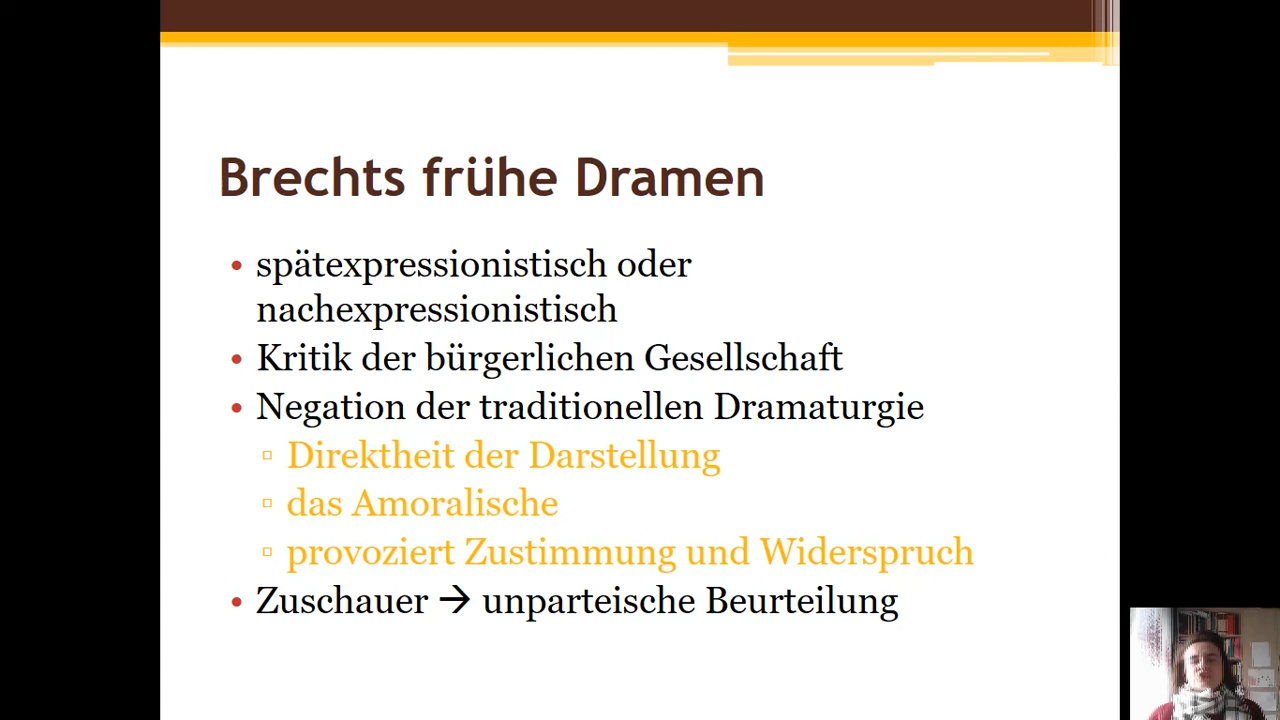 Brechts frühe Dramen
• spätexpressionistisch oder
nachexpressionistisch
• Kritik der bürgerlichen Gesellschaft
• Negation der traditionellen Dramaturgie
▫ Direktheit der Darstellung
▫ das Amoralische
▫ provoziert Zustimmung und Widerspruch
• Zuschauer → unparteische Beurteilung